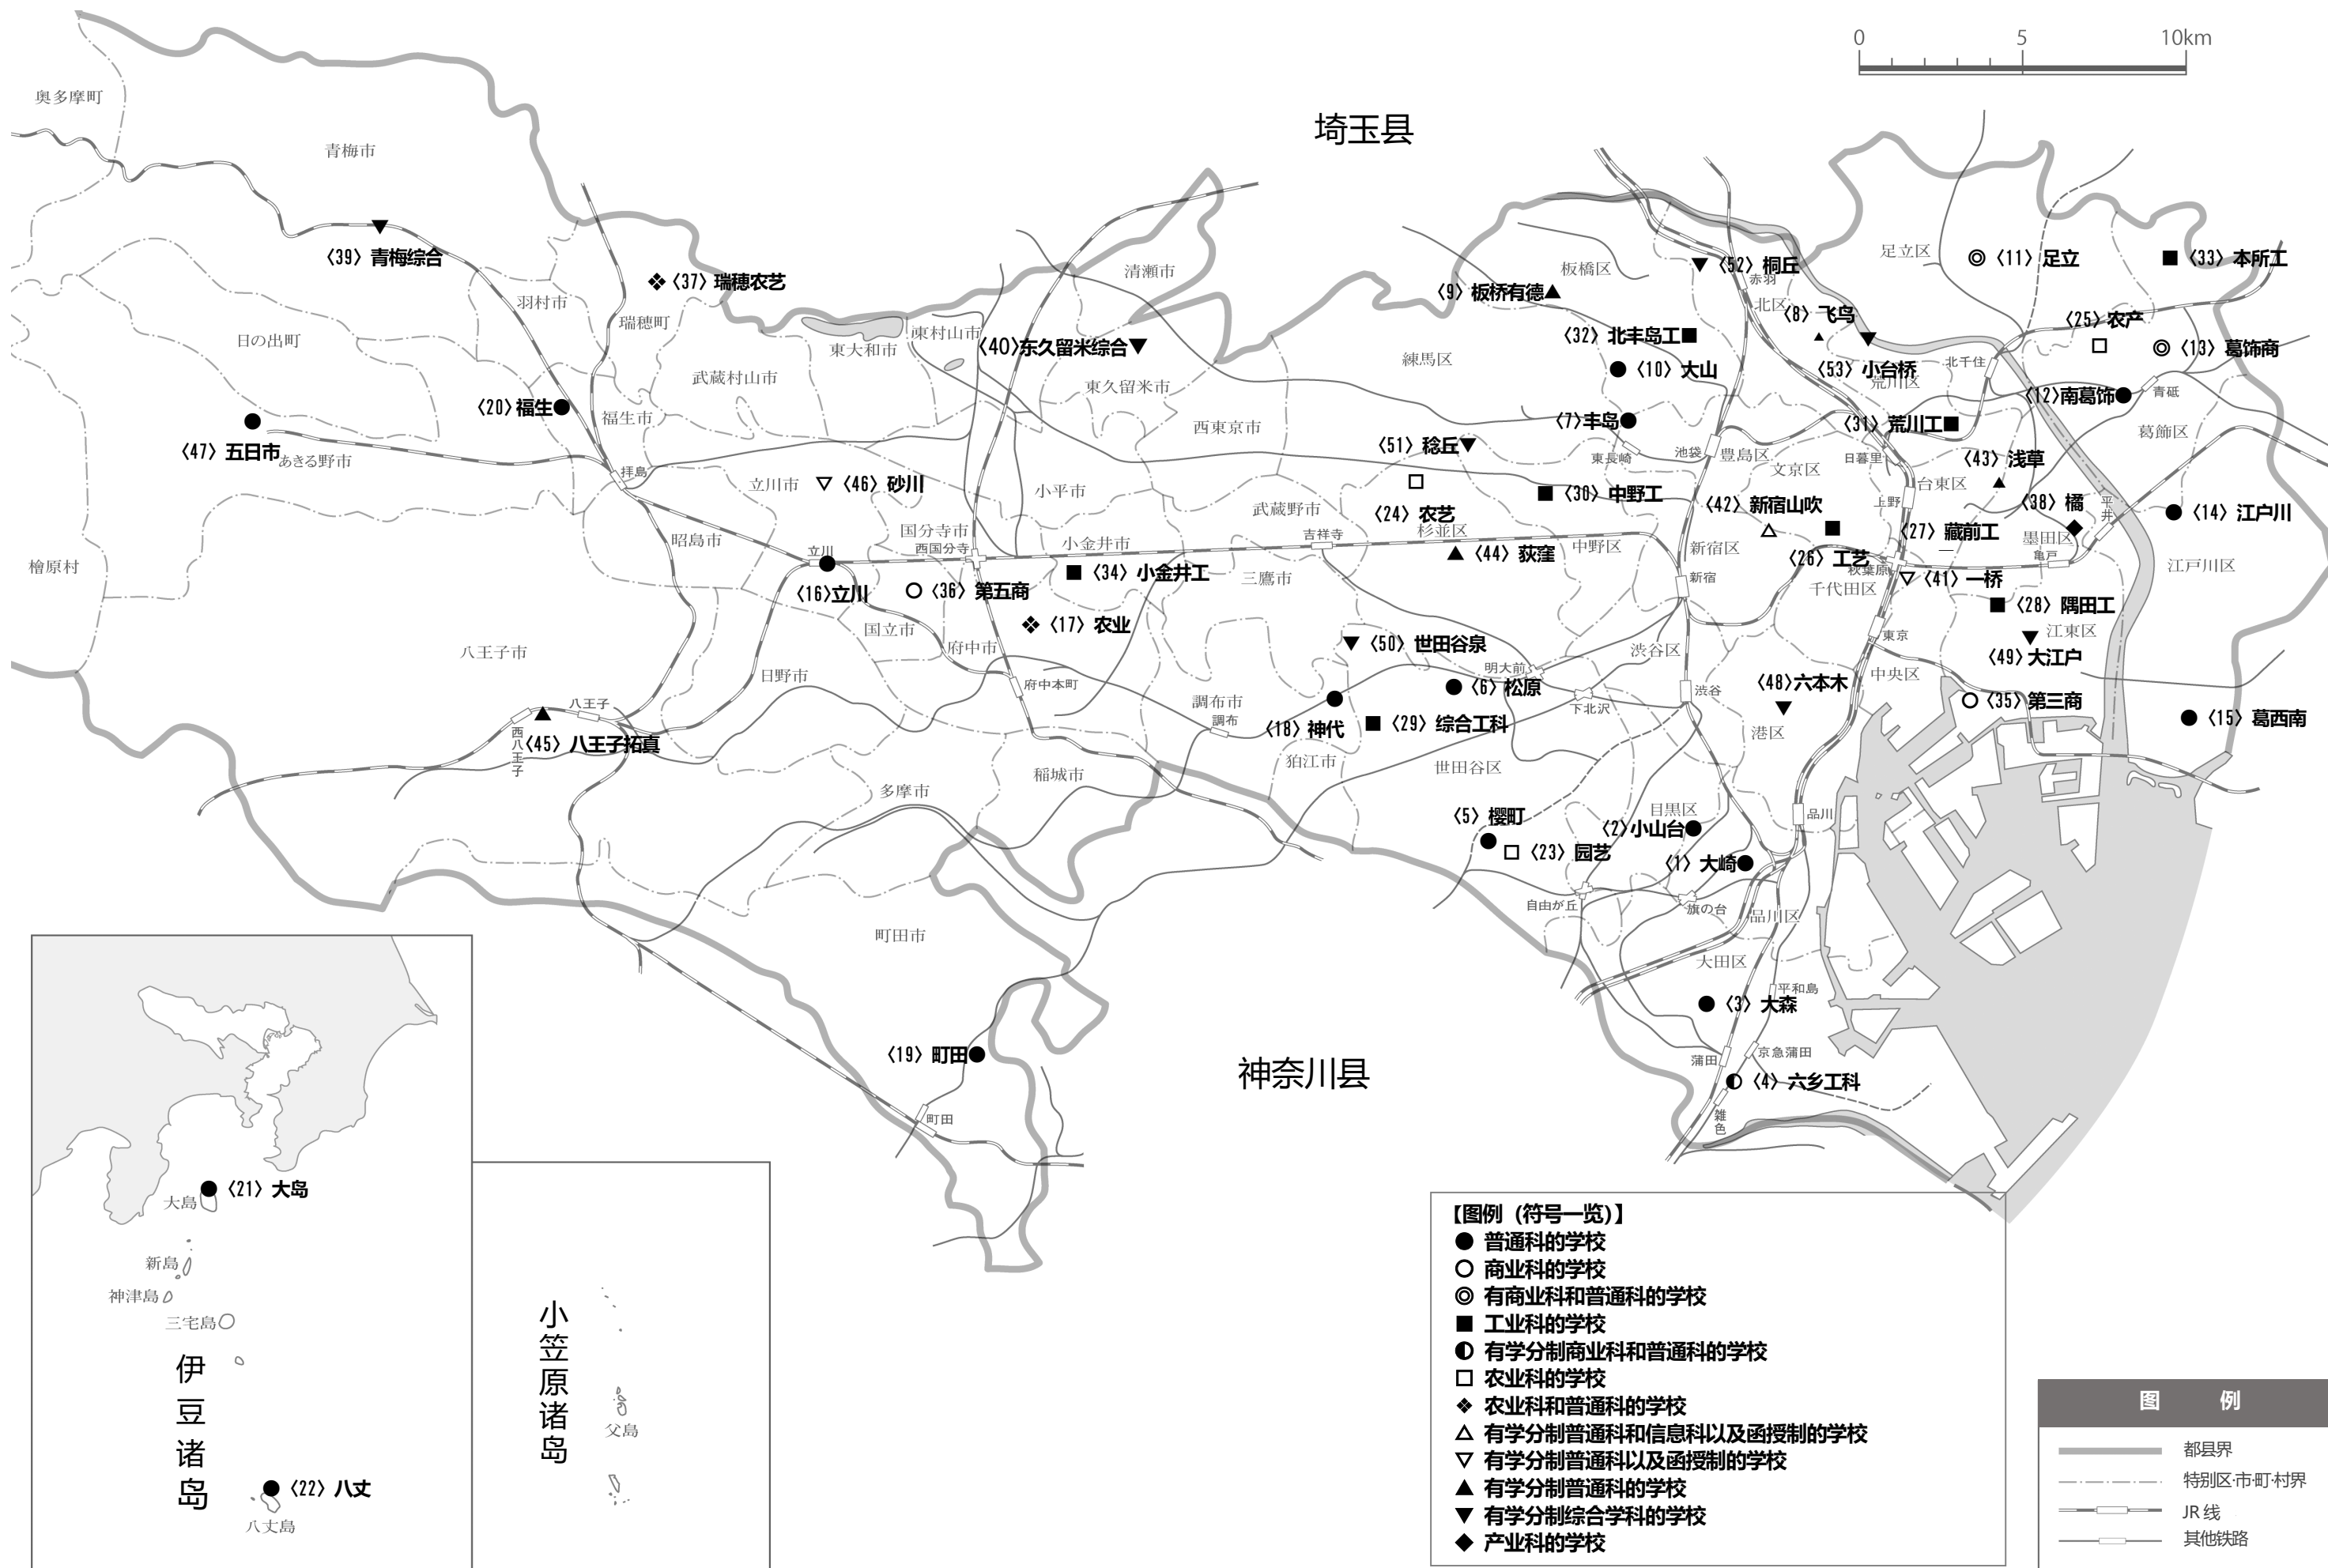 0 5 10km
埼玉县
奥多摩町
青梅市
〈39〉青梅综合
〈37〉瑞穂农艺
羽村市
瑞穂町
日の出町
武蔵村山市
東大和市
東村山市
清瀬市
〈40〉东久留米综合
東久留米市
〈20〉福生
福生市
〈47〉五日市
あきる野市
拝島
立川市
〈46〉砂川
小平市
西東京市
檜原村
昭島市
立川
国分寺市
西国分寺
小金井市
武蔵野市
吉祥寺
〈16〉立川
〈36〉第五商
〈34〉小金井工
三鷹市
〈17〉农业
国立市
府中市
八王子市
日野市
府中本町
調布市
調布
八王子
西八王子
〈45〉八王子拓真
多摩市
稲城市
狛江市
町田市
〈19〉町田
町田
神奈川县
板橋区
〈9〉板桥有德
〈52〉桐丘
赤羽
北区
〈8〉飞鸟
足立区
〈11〉足立
〈33〉本所工
〈32〉北丰岛工
〈25〉农产
〈13〉葛饰商
練馬区
〈10〉大山
〈53〉小台桥
荒川区
北千住
〈12〉南葛饰
青砥
〈7〉丰岛
〈31〉荒川工
葛飾区
〈51〉稔丘
東長崎
池袋
豊島区
文京区
日暮里
〈43〉浅草
〈24〉农艺
〈30〉中野工
〈42〉新宿山吹
上野
台東区
〈38〉橘
平井
〈14〉江户川
杉並区
〈44〉荻窪
中野区
新宿区
〈27〉藏前工
墨田区
亀戸
〈26〉工艺
秋葉原
新宿
千代田区
〈41〉一桥
江戸川区
〈28〉隅田工
〈50〉世田谷泉
渋谷区
東京
江東区
〈49〉大江户
明大前
〈6〉松原
渋谷
〈48〉六本木
中央区
〈35〉第三商
〈18〉神代
〈29〉综合工科
下北沢
港区
〈15〉葛西南
世田谷区
〈5〉樱町
目黒区
〈2〉小山台
品川
〈23〉园艺
〈1〉大崎
自由が丘
旗の台
品川区
大田区
平和島
〈3〉大森
蒲田
京急蒲田
〈4〉六乡工科
雑色
大島
〈21〉大岛
新島
神津島
三宅島
伊豆诸岛
〈22〉八丈
八丈島
小笠原诸岛
父島
【图例（符号一览）】
● 普通科的学校
○ 商业科的学校
◎ 有商业科和普通科的学校
■ 工业科的学校
◐ 有学分制商业科和普通科的学校
□ 农业科的学校
❖ 农业科和普通科的学校
△ 有学分制普通科和信息科以及函授制的学校
▽ 有学分制普通科以及函授制的学校
▲ 有学分制普通科的学校
▼ 有学分制综合学科的学校
◆ 产业科的学校
图 例
都县界
特别区·市·町·村界
JR 线
其他铁路